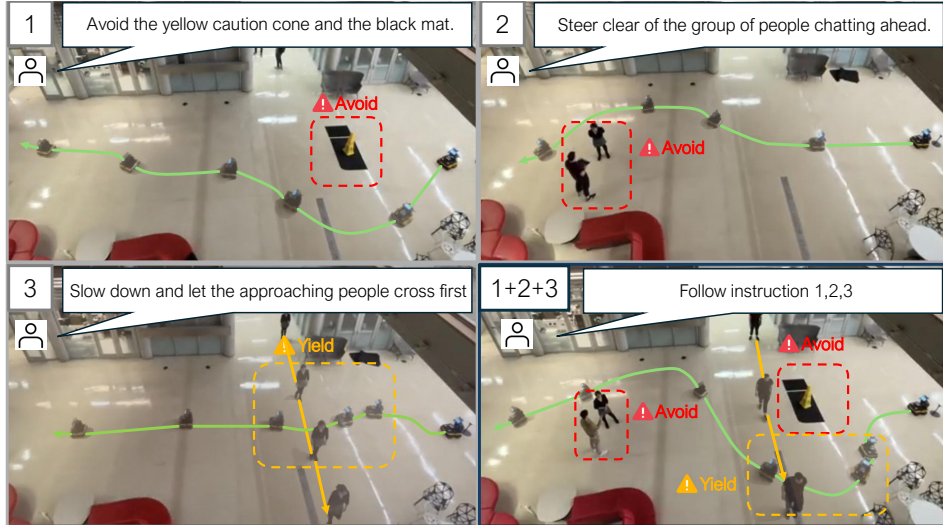 1
Avoid the yellow caution cone and the black mat.
Avoid
2
Steer clear of the group of people chatting ahead.
Avoid
3
Slow down and let the approaching people cross first
Yield
1+2+3
Follow instruction 1,2,3
Avoid
Avoid
Yield